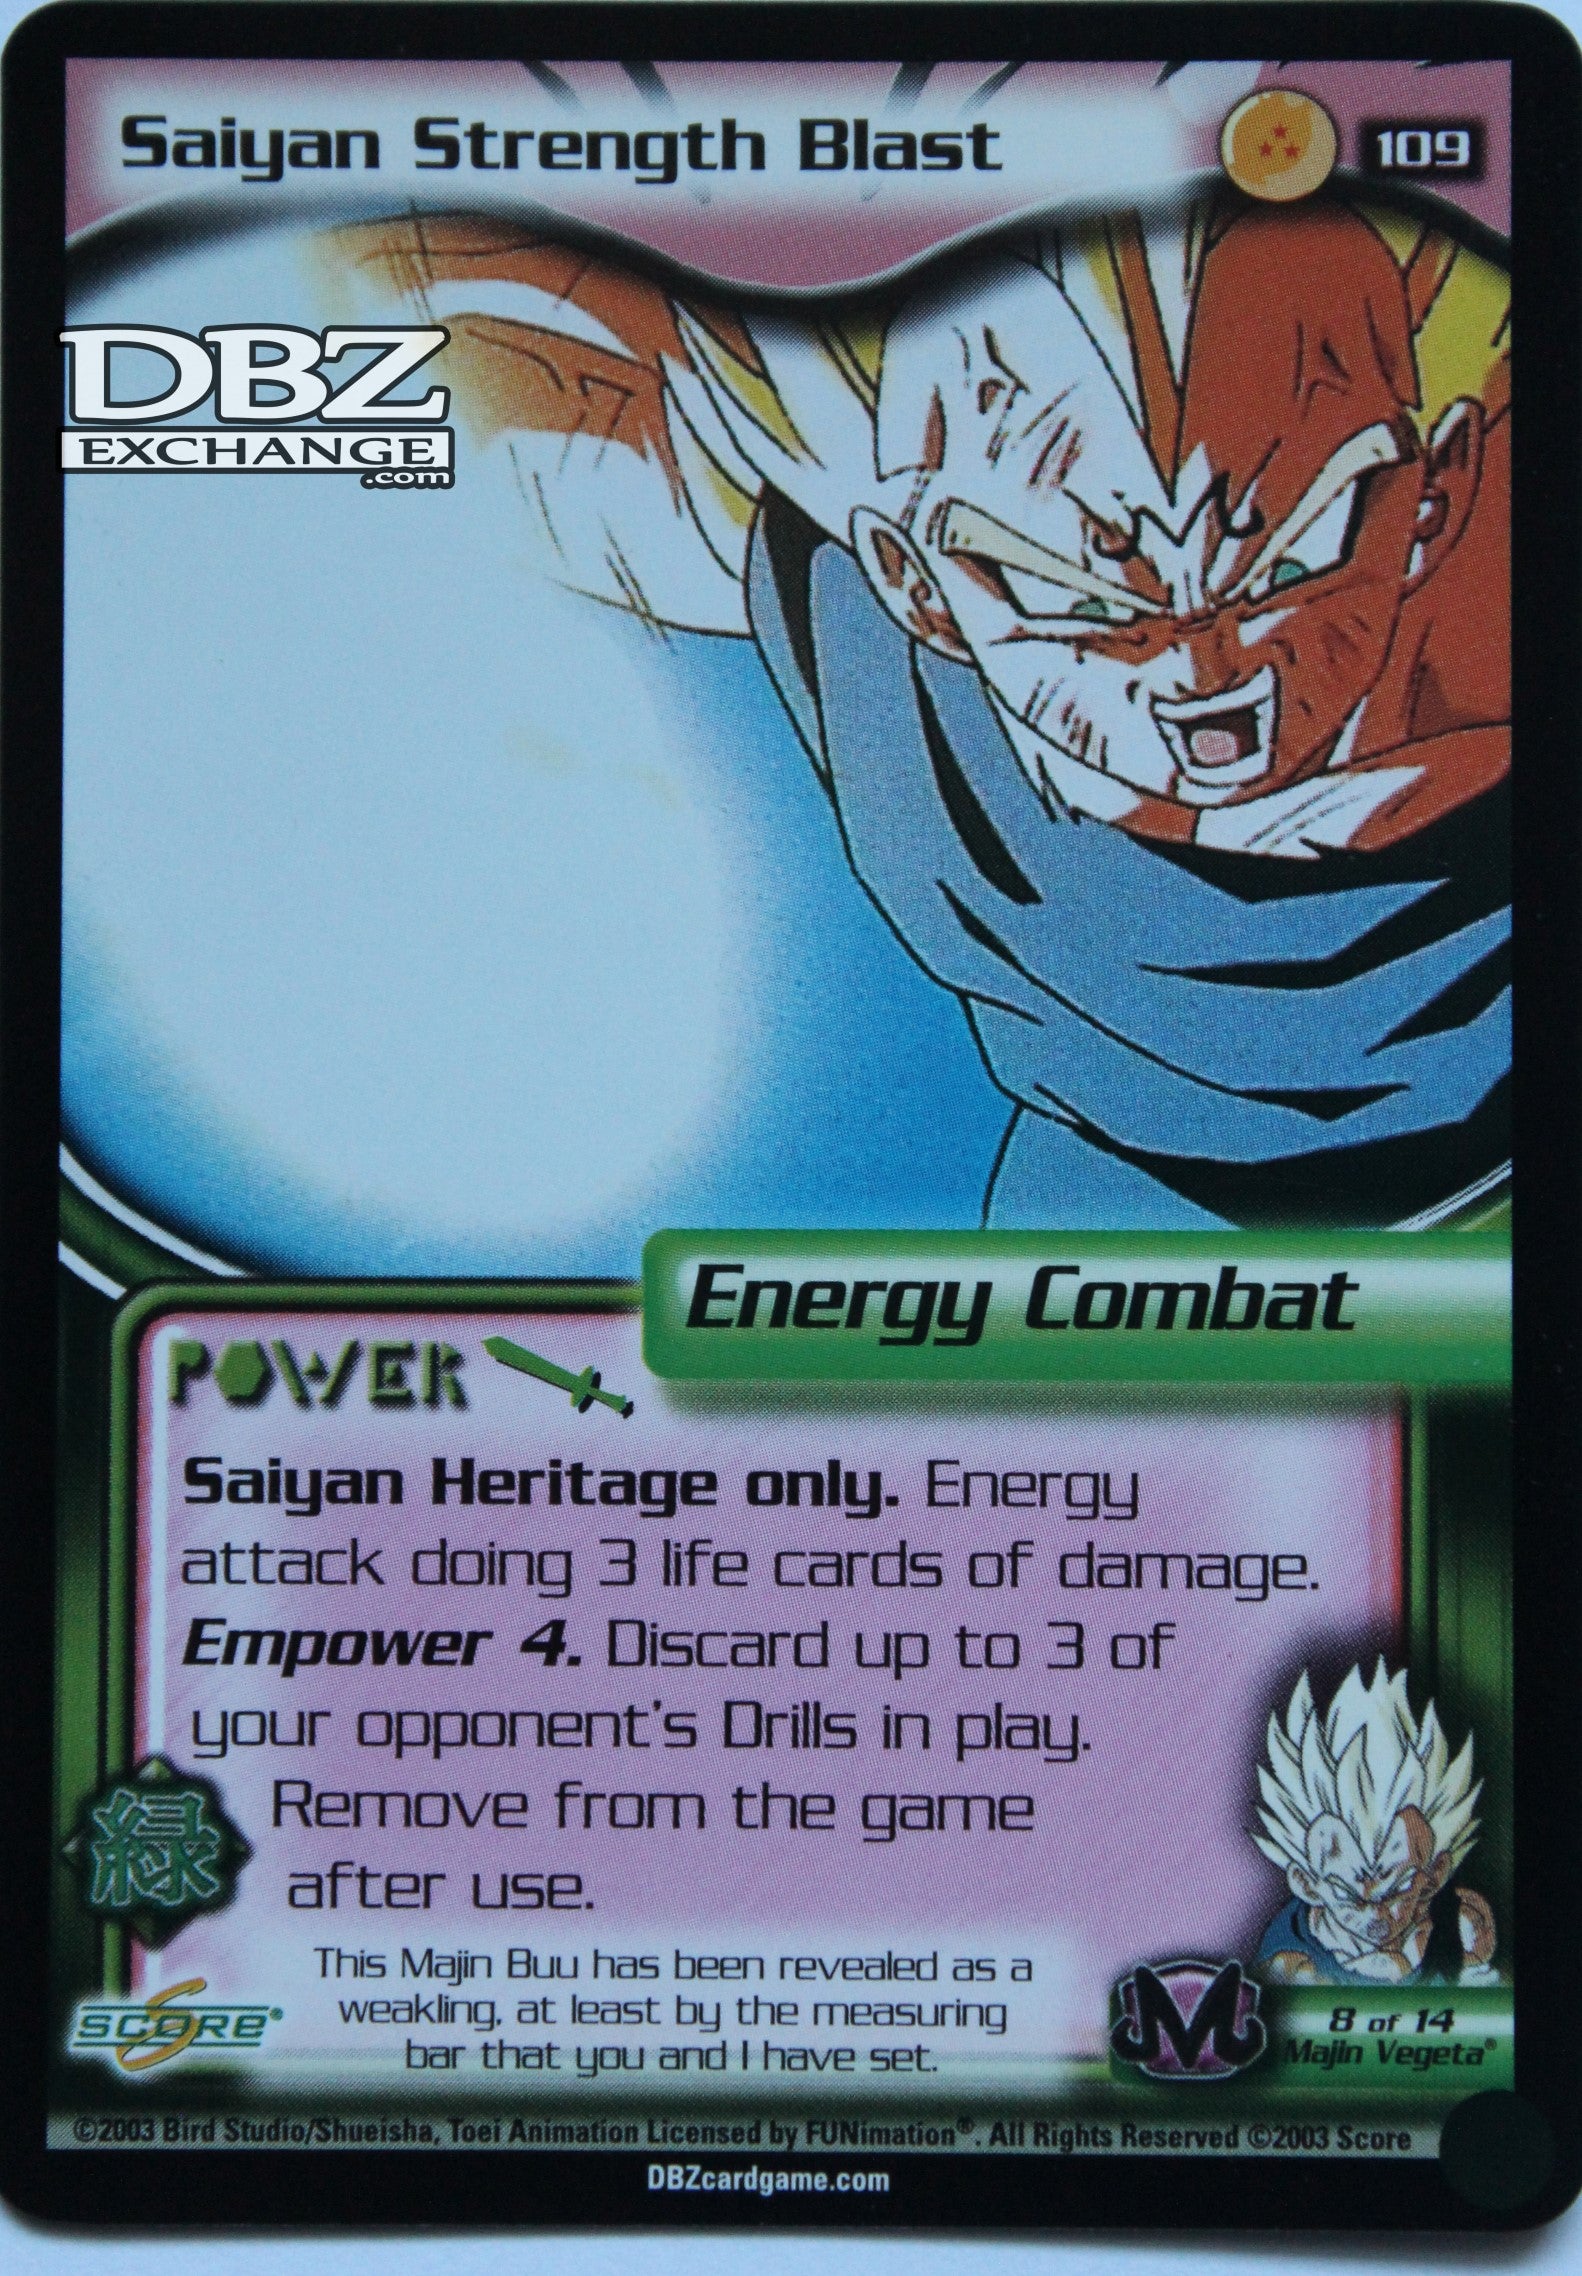 Saiyan Strength Blast
109
DBZ
EXCHANGE
.com
Energy Combat
POWER
Saiyan Heritage only. Energy
attack doing 3 life cards of damage.
Empower 4. Discard up to 3 of
your opponent's Drills in play.
Remove from the game
after use.
緑
This Majin Buu has been revealed as a
weakling, at least by the measuring
bar that you and I have set.
SCORE®
M
8 of 14
Majin Vegeta®
©2003 Bird Studio/Shueisha, Toei Animation Licensed by FUNimation®. All Rights Reserved ©2003 Score
DBZcardgame.com